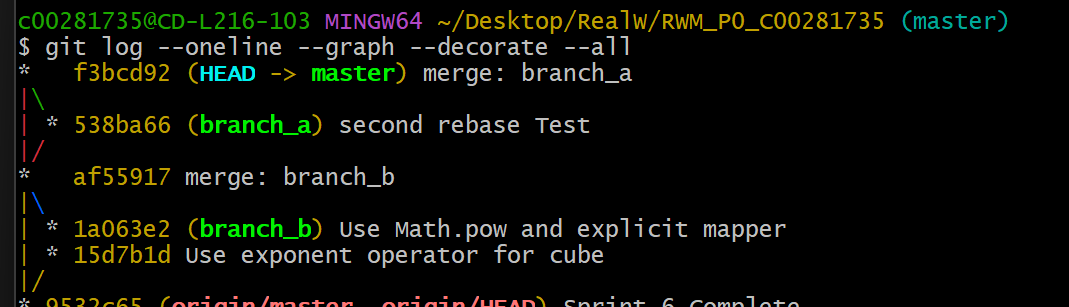 c00281735@CD-L216-103 MINGW64 ~/Desktop/RealW/RWM_P0_C00281735 (master)
$ git log --oneline --graph --decorate --all
*   f3bcd92 (HEAD -> master) merge: branch_a
|\
| * 538ba66 (branch_a) second rebase Test
|/
*   af55917 merge: branch_b
|\
| * 1a063e2 (branch_b) Use Math.pow and explicit mapper
| * 15d7b1d Use exponent operator for cube
|/
* 9532c65 (origin/master, origin/HEAD) Sprint 6 Complete